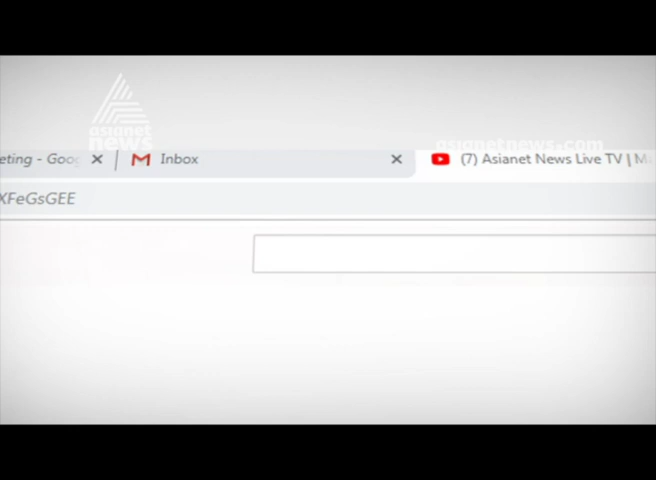 asianet
news
asianetnews.com
eting - Goog
Inbox
(7) Asianet News Live TV | M
XFeGsGEE